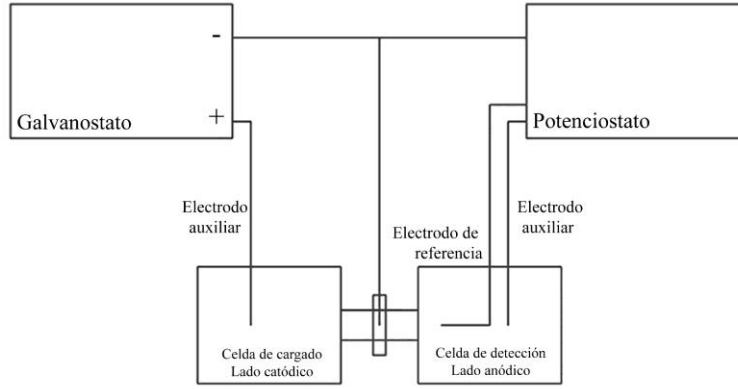 -
Galvanostato
+
Potenciostato
Electrodo
auxiliar
Electrodo de
referencia
Electrodo
auxiliar
Celda de cargado
Lado catódico
Celda de detección
Lado anódico